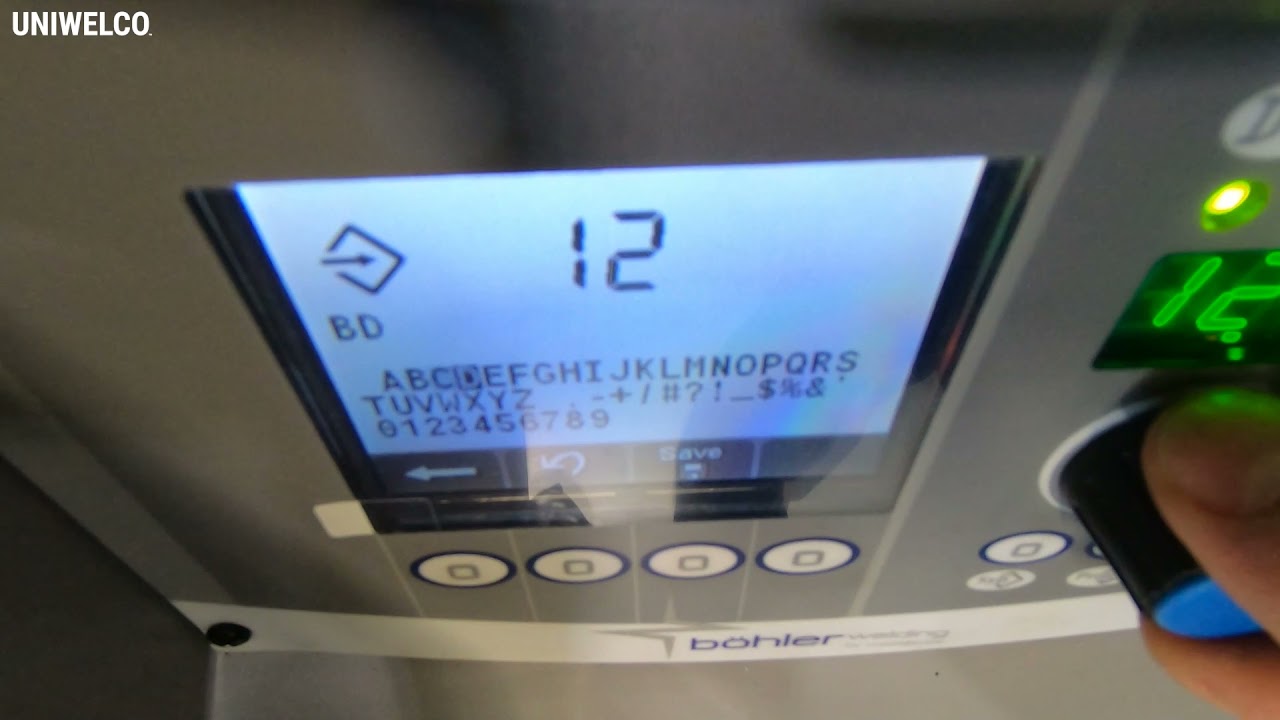 UNIWELCO
12
BD
ABCDEFGHIJKLMNOPQRS
TUVWXYZ .-+/#?!_$%&'
0123456789
Save
12.
böhler welding